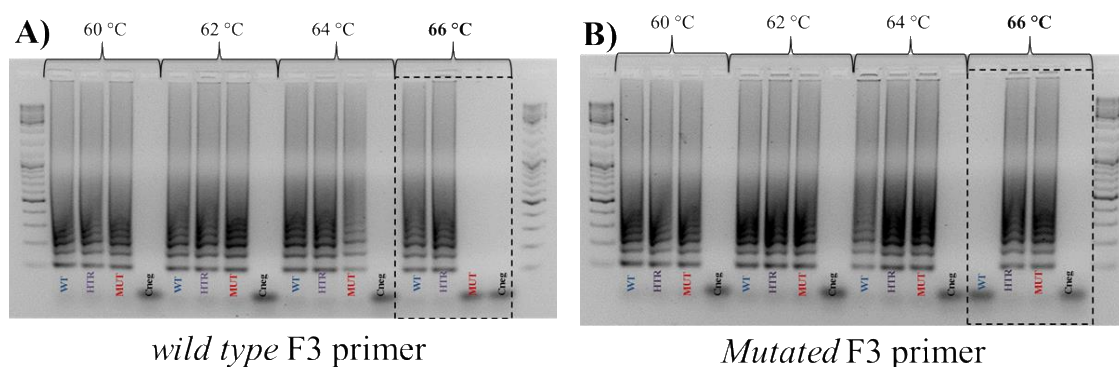 A)
60 °C 62 °C 64 °C 66 °C
WT HTR MUT Cneg WT HTR MUT Cneg WT HTR MUT Cneg WT HTR MUT Cneg
wild type F3 primer
B)
60 °C 62 °C 64 °C 66 °C
WT HTR MUT Cneg WT HTR MUT Cneg WT HTR MUT Cneg WT HTR MUT Cneg
Mutated F3 primer